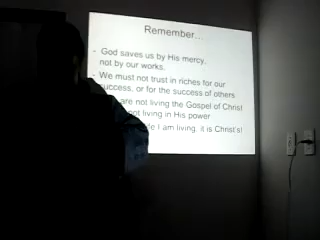 Remember...
- God saves us by His mercy,
not by our works.
- We must not trust in riches for our
success, or for the success of others
are not living the Gospel of Christ
not living in His power
I am living, it is Christ's!